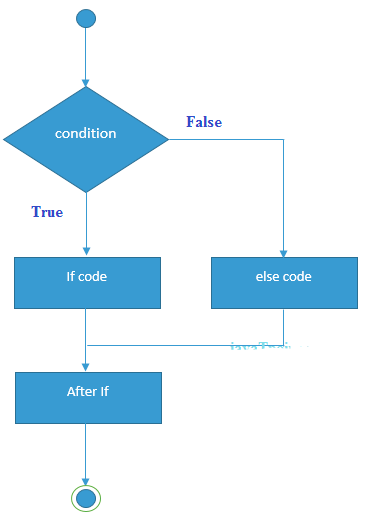 condition
False
True
If code
else code
After If